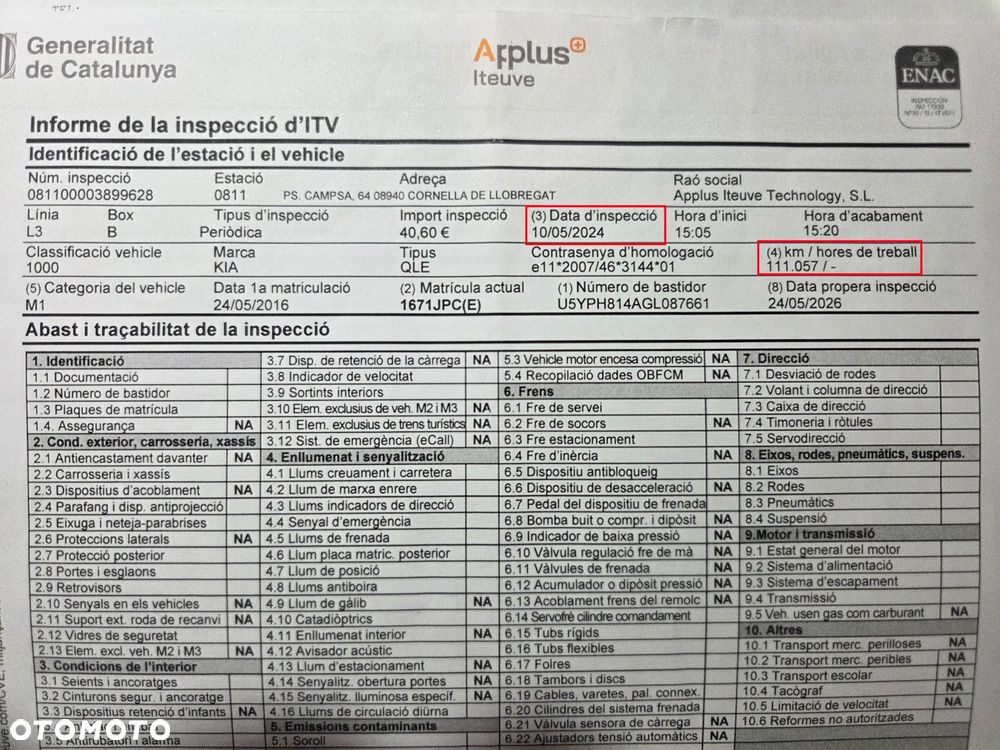 TEL.
Generalitat
de Catalunya
Applus+
Iteuve
ENAC
INSPECCIÓN
Informe de la inspecció d'ITV
Identificació de l'estació i el vehicle
Núm. inspecció Estació Adreça Raó social
081100003899628 0811 PS. CAMPSA, 64 08940 CORNELLA DE LLOBREGAT Applus Iteuve Technology, S.L.
Línia Box Tipus d'inspecció Import inspecció (3) Data d'inspecció Hora d'inici Hora d'acabament
L3 B Periòdica 40,60 € 10/05/2024 15:05 15:20
Classificació vehicle Marca Tipus Contrasenya d'homologació (4) km / hores de treball
1000 KIA QLE e11*2007/46*3144*01 111.057 / -
(5) Categoria del vehicle Data 1a matriculació (2) Matrícula actual (1) Número de bastidor (8) Data propera inspecció
M1 24/05/2016 1671JPC(E) U5YPH814AGL087661 24/05/2026
Abast i traçabilitat de la inspecció
1. Identificació
1.1 Documentació
1.2 Número de bastidor
1.3 Plaques de matrícula
1.4. Assegurança NA
2. Cond. exterior, carrosseria, xassís
2.1 Antiencastament davanter NA
2.2 Carrosseria i xassís
2.3 Dispositius d'acoblament NA
2.4 Parafang i disp. antiprojecció
2.5 Eixuga i neteja-parabrises
2.6 Proteccions laterals NA
2.7 Protecció posterior
2.8 Portes i esglaons
2.9 Retrovisors
2.10 Senyals en els vehicles NA
2.11 Suport ext. roda de recanvi NA
2.12 Vidres de seguretat
2.13 Elem. excl. veh. M2 i M3 NA
3. Condicions de l'interior
3.1 Seients i ancoratges
3.2 Cinturons segur. i ancoratge
3.3 Dispositius retenció d'infants NA
3.5 Antirobatori i alarma
3.7 Disp. de retenció de la càrrega NA
3.8 Indicador de velocitat
3.9 Sortints interiors
3.10 Elem. exclusius de veh. M2 i M3 NA
3.11 Elem. exclusius de trens turístics NA
3.12 Sist. de emergència (eCall) NA
4. Enllumenat i senyalització
4.1 Llums creuament i carretera
4.2 Llum de marxa enrere
4.3 Llums indicadors de direcció
4.4 Senyal d'emergència
4.5 Llums de frenada
4.6 Llum placa matric. posterior
4.7 Llum de posició
4.8 Llums antiboira
4.9 Llum de gàlib NA
4.10 Catadiòptrics
4.11 Enllumenat interior NA
4.12 Avisador acústic
4.13 Llum d'estacionament NA
4.14 Senyalitz. obertura portes NA
4.15 Senyalitz. lluminosa específ. NA
4.16 Llums de circulació diürna
5. Emissions contaminants
5.1 Soroll
5.3 Vehicle motor encesa compressió NA
5.4 Recopilació dades OBFCM NA
6. Frens
6.1 Fre de servei
6.2 Fre de socors NA
6.3 Fre estacionament
6.4 Fre d'inèrcia NA
6.5 Dispositiu antibloqueig
6.6 Dispositiu de desacceleració NA
6.7 Pedal del dispositiu de frenada
6.8 Bomba buit o compr. i dipòsit NA
6.9 Indicador de baixa pressió NA
6.10 Vàlvula regulació fre de mà NA
6.11 Vàlvules de frenada NA
6.12 Acumulador o dipòsit pressió NA
6.13 Acoblament frens del remolc NA
6.14 Servofrè cilindre comandament
6.15 Tubs rígids
6.16 Tubs flexibles
6.17 Folres
6.18 Tambors i discs
6.19 Cables, varetes, pal. connex.
6.20 Cilindres del sistema frenada
6.21 Vàlvula sensora de càrrega NA
6.22 Ajustadors tensió automàtics NA
7. Direcció
7.1 Desviació de rodes
7.2 Volant i columna de direcció
7.3 Caixa de direcció
7.4 Timoneria i ròtules
7.5 Servodirecció
8. Eixos, rodes, pneumàtics, suspens.
8.1 Eixos
8.2 Rodes
8.3 Pneumàtics
8.4 Suspensió
9.Motor i transmissió
9.1 Estat general del motor
9.2 Sistema d'alimentació
9.3 Sistema d'escapament
9.4 Transmissió
9.5 Veh. usen gas com carburant NA
10. Altres
10.1 Transport merc. perilloses NA
10.2 Transport merc. peribles NA
10.3 Transport escolar NA
10.4 Tacògraf NA
10.5 Limitació de velocitat NA
10.6 Reformes no autoritzades
OTOMOTO